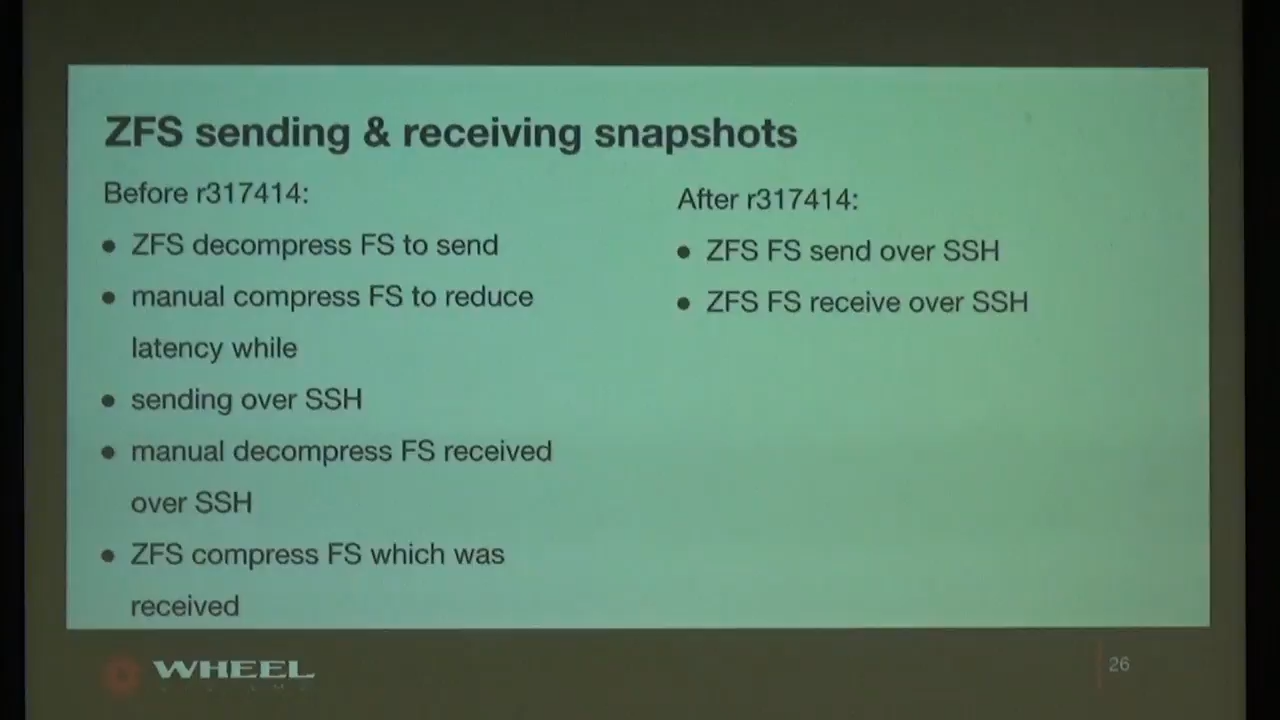 ZFS sending & receiving snapshots
Before r317414:
• ZFS decompress FS to send
• manual compress FS to reduce
latency while
• sending over SSH
• manual decompress FS received
over SSH
• ZFS compress FS which was
received
After r317414:
• ZFS FS send over SSH
• ZFS FS receive over SSH
WHEEL
26